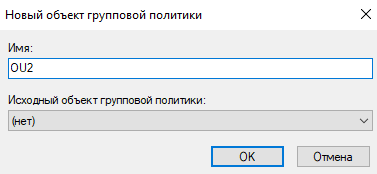 Новый объект групповой политики
Имя:
OU2
Исходный объект групповой политики:
(нет)
OK Отмена